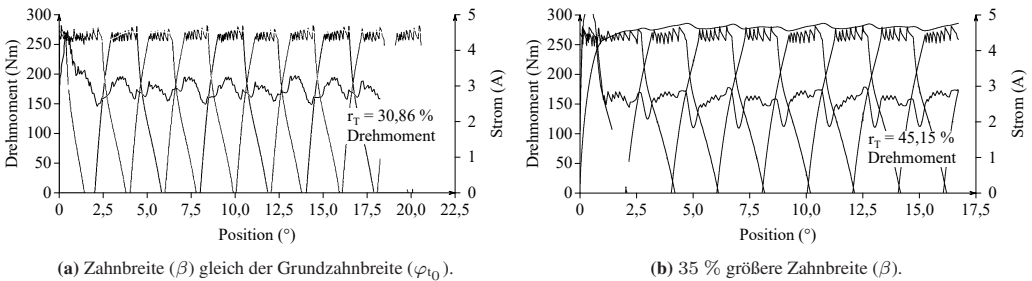 300
250
200
150
100
50
0
Drehmoment (Nm)
5
4
3
2
1
0
Strom (A)
r_T = 30,86 %
Drehmoment
0 2,5 5,0 7,5 10,0 12,5 15,0 17,5 20,0 22,5
Position (°)
(a) Zahnbreite (β) gleich der Grundzahnbreite (φ_t0).
300
250
200
150
100
50
0
Drehmoment (Nm)
5
4
3
2
1
0
Strom (A)
r_T = 45,15 %
Drehmoment
0 2,5 5,0 7,5 10,0 12,5 15,0 17,5
Position (°)
(b) 35 % größere Zahnbreite (β).